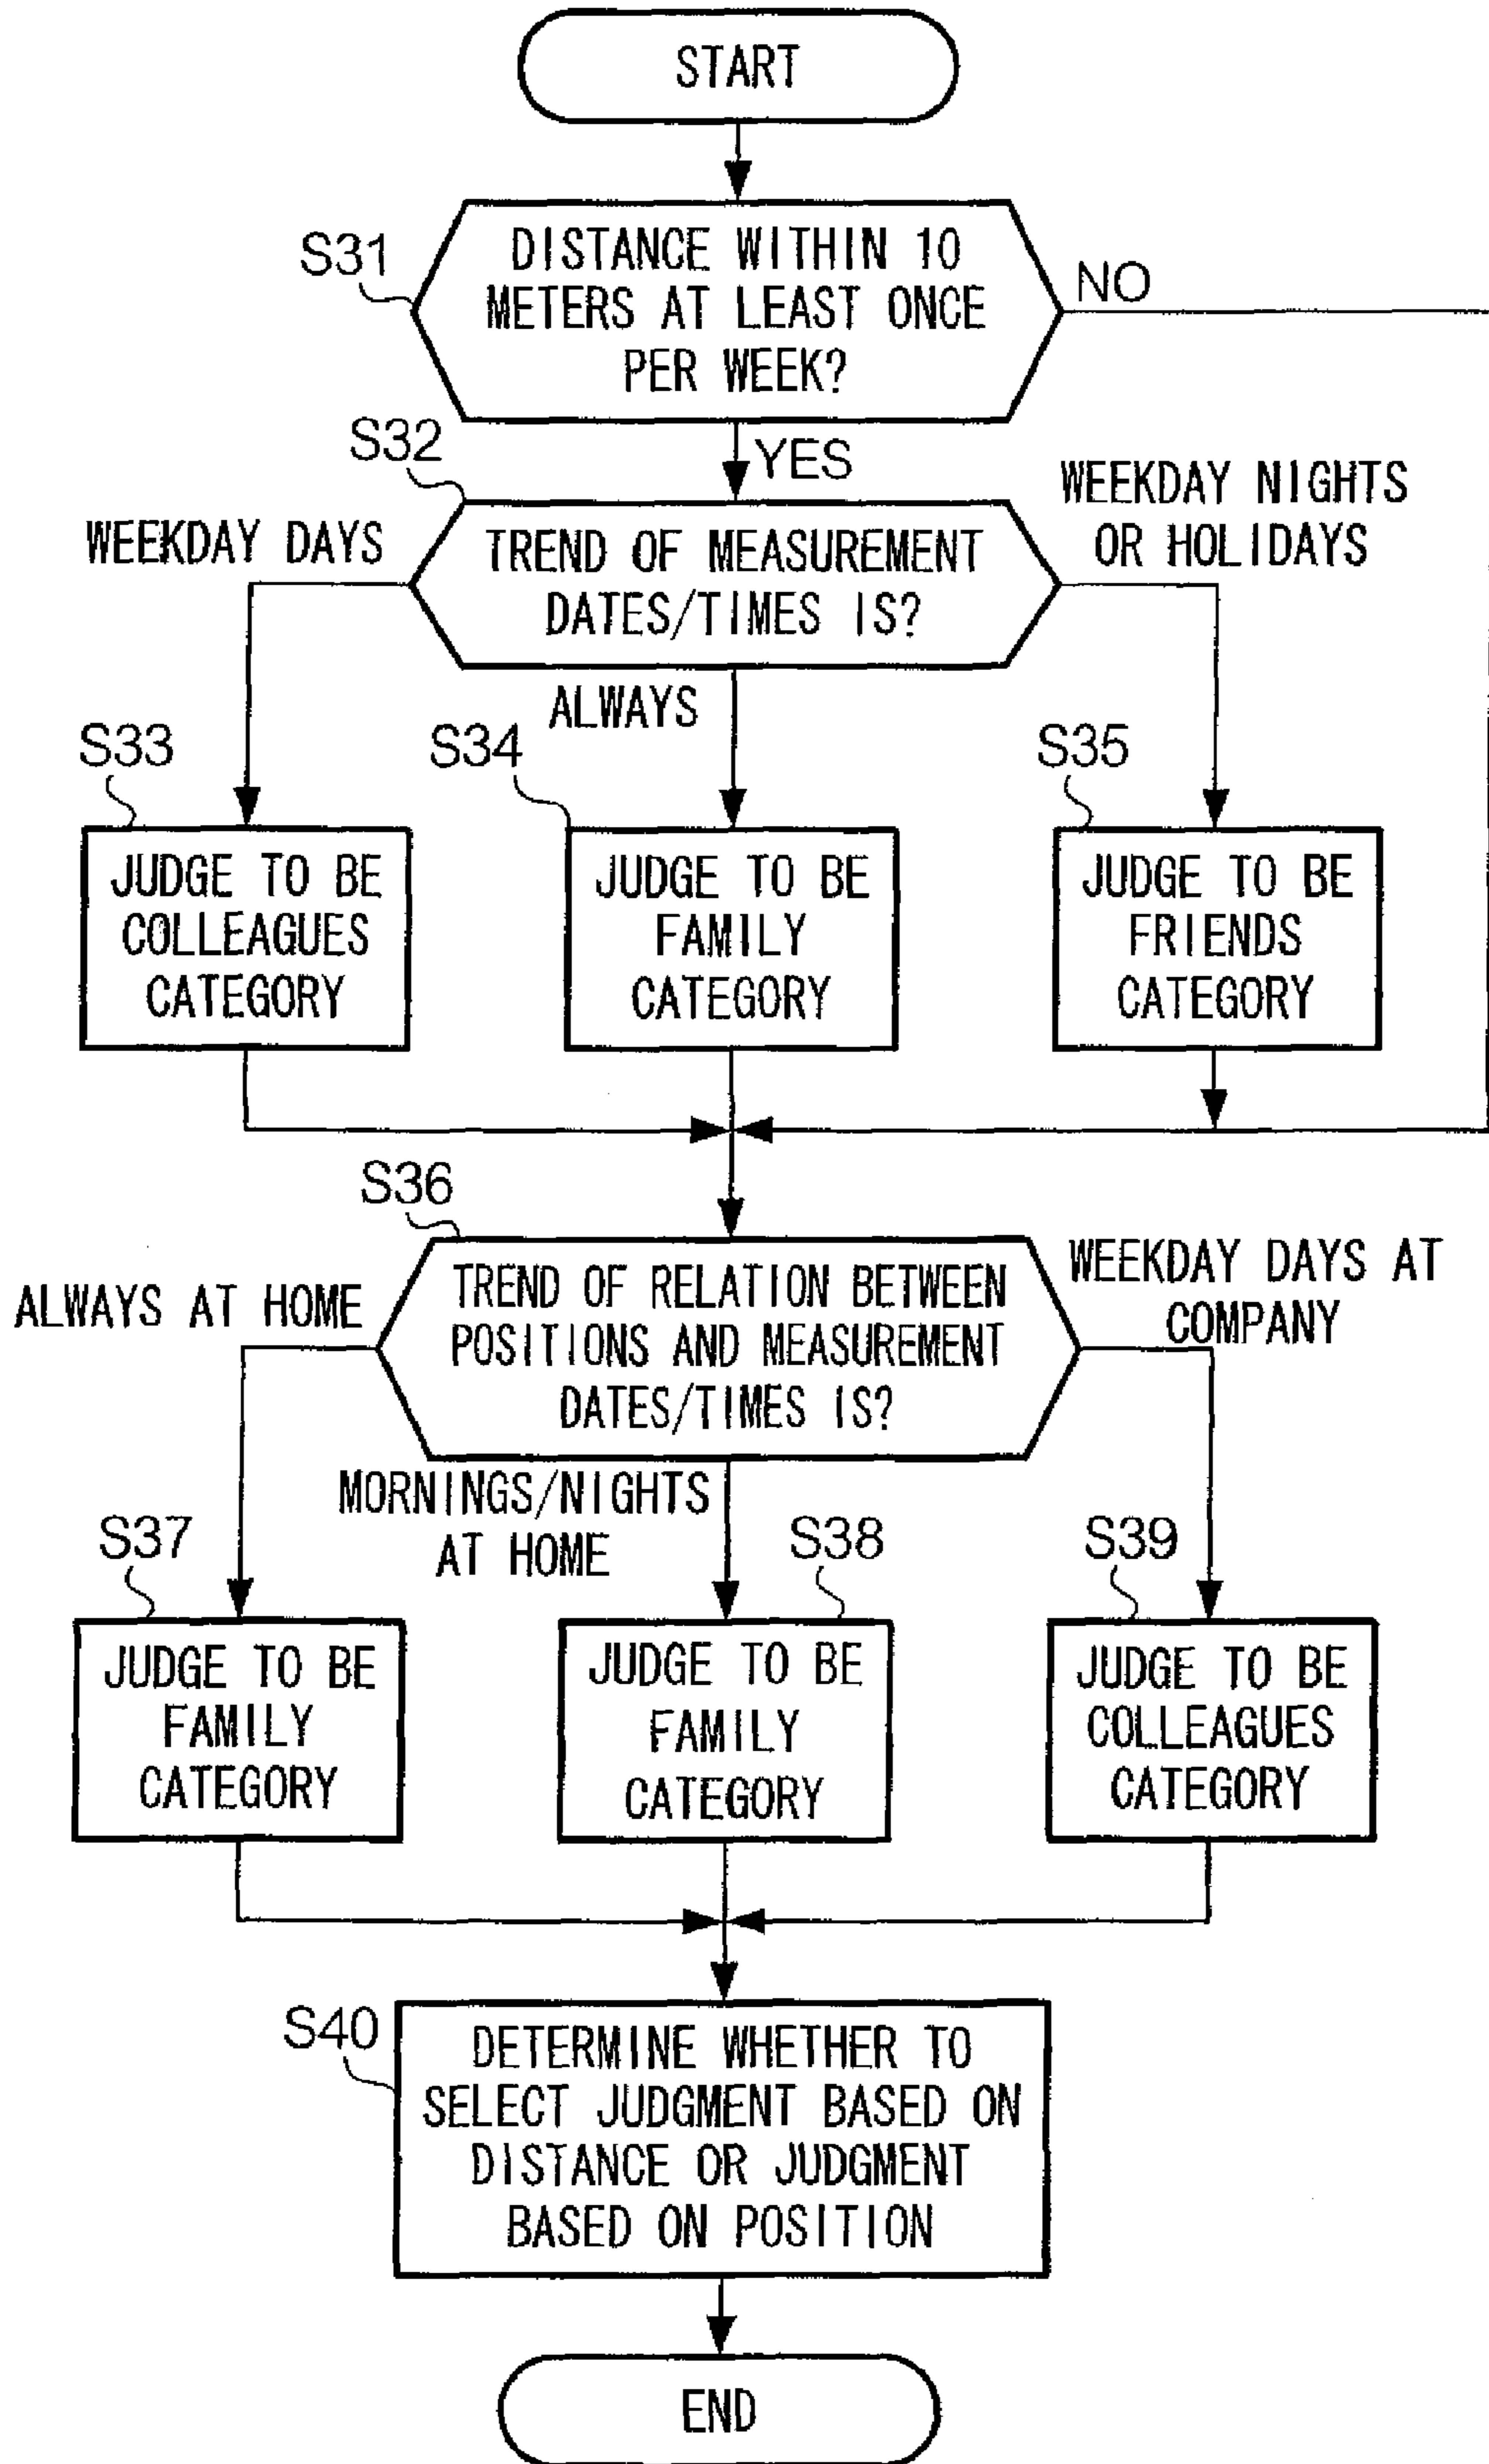 START
S31
DISTANCE WITHIN 10
METERS AT LEAST ONCE
PER WEEK?
NO
S32
YES
WEEKDAY DAYS
TREND OF MEASUREMENT
DATES/TIMES IS?
WEEKDAY NIGHTS
OR HOLIDAYS
ALWAYS
S33
JUDGE TO BE
COLLEAGUES
CATEGORY
S34
JUDGE TO BE
FAMILY
CATEGORY
S35
JUDGE TO BE
FRIENDS
CATEGORY
S36
ALWAYS AT HOME
TREND OF RELATION BETWEEN
POSITIONS AND MEASUREMENT
DATES/TIMES IS?
WEEKDAY DAYS AT
COMPANY
MORNINGS/NIGHTS
AT HOME
S37
JUDGE TO BE
FAMILY
CATEGORY
S38
JUDGE TO BE
FAMILY
CATEGORY
S39
JUDGE TO BE
COLLEAGUES
CATEGORY
S40
DETERMINE WHETHER TO
SELECT JUDGMENT BASED ON
DISTANCE OR JUDGMENT
BASED ON POSITION
END